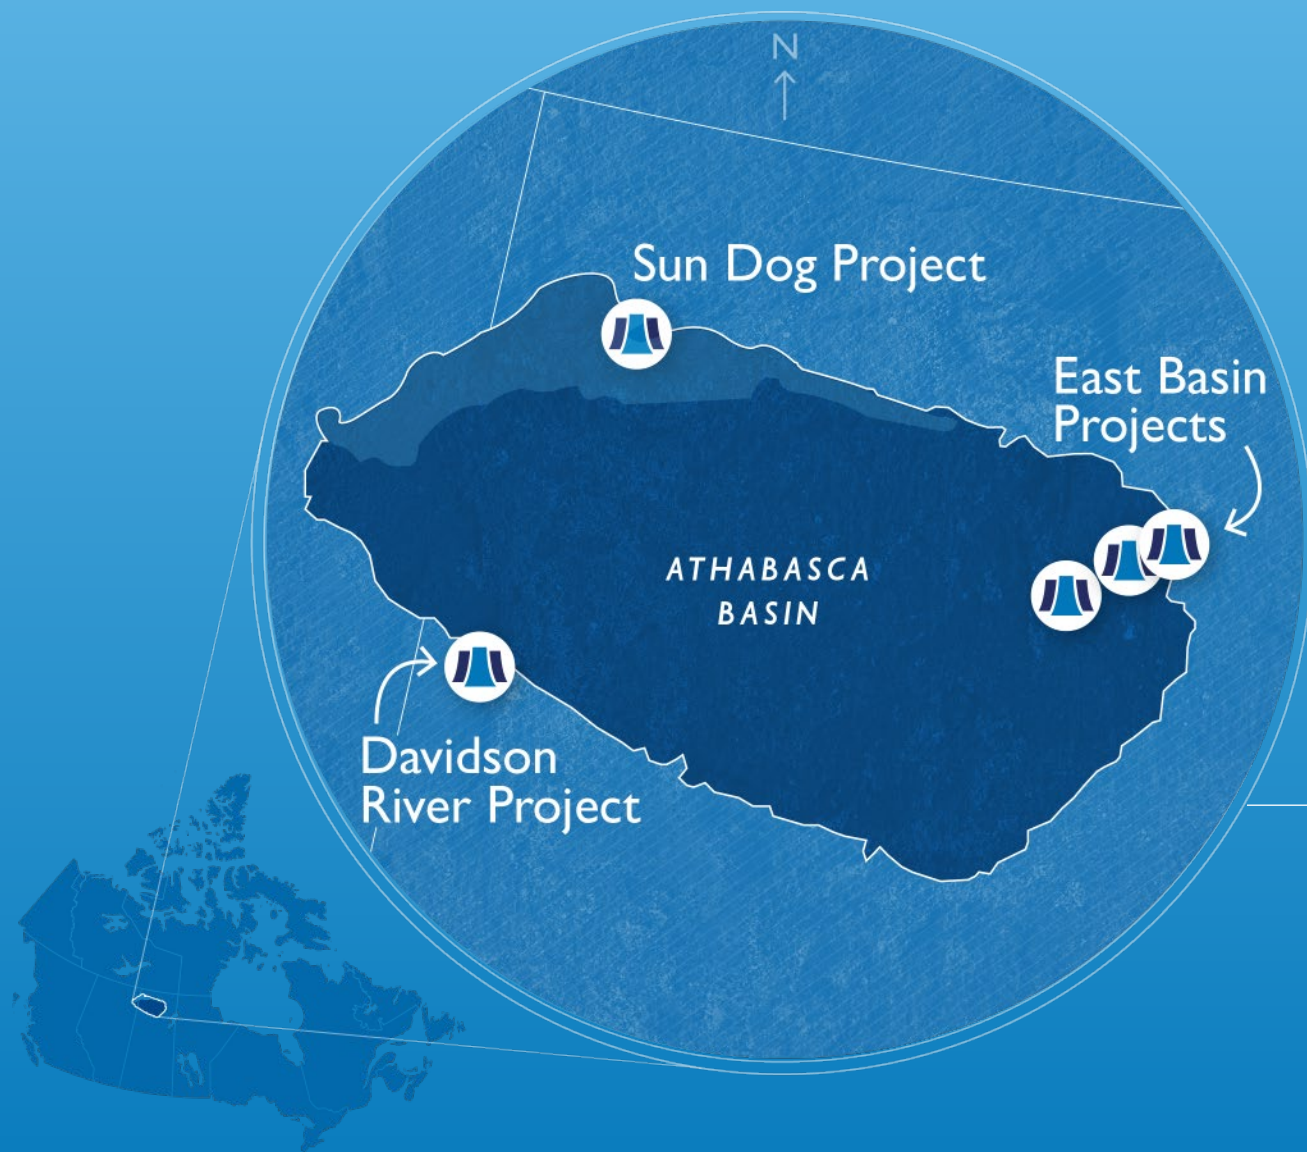 N
Sun Dog Project
East Basin
Projects
ATHABASCA
BASIN
Davidson
River Project